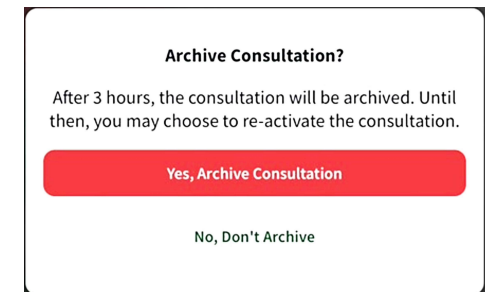 Archive Consultation?
After 3 hours, the consultation will be archived. Until
then, you may choose to re-activate the consultation.
Yes, Archive Consultation
No, Don't Archive